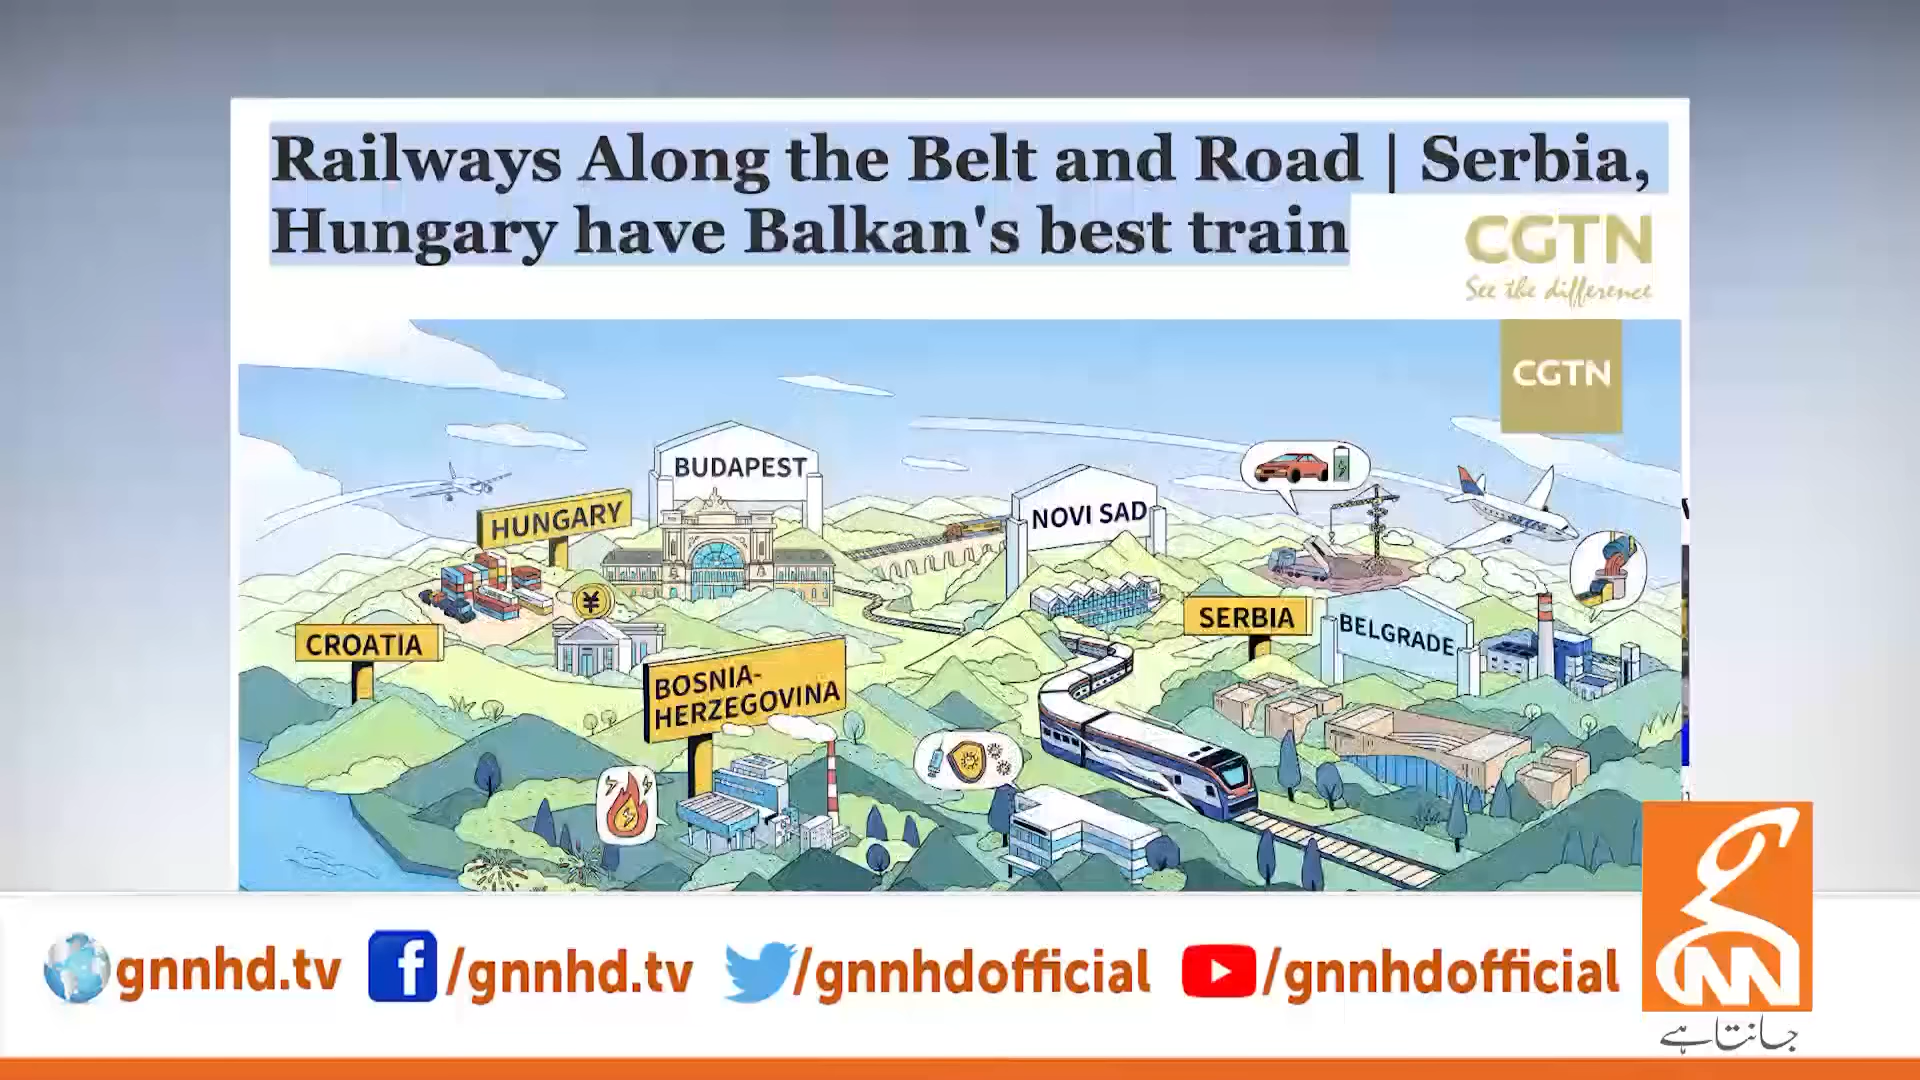 Railways Along the Belt and Road | Serbia,
Hungary have Balkan's best train
CGTN
See the difference
CGTN
BUDAPEST
HUNGARY
NOVI SAD
CROATIA
¥
SERBIA
BELGRADE
BOSNIA-
HERZEGOVINA
gnnhd.tv
/gnnhd.tv
/gnnhdofficial
/gnnhdofficial
GNN
جانتا ہے